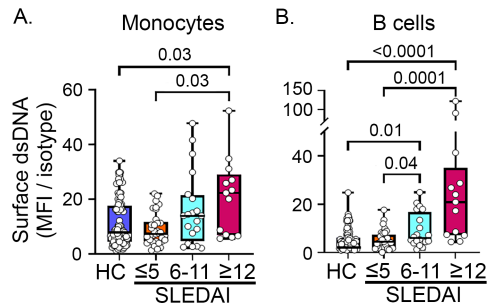 A.
Monocytes
0.03
0.03
Surface dsDNA
(MFI / isotype)
60
40
20
0
HC ≤5 6-11 ≥12
SLEDAI
B.
B cells
<0.0001
0.0001
0.01
0.04
150
100
40
20
0
HC ≤5 6-11 ≥12
SLEDAI